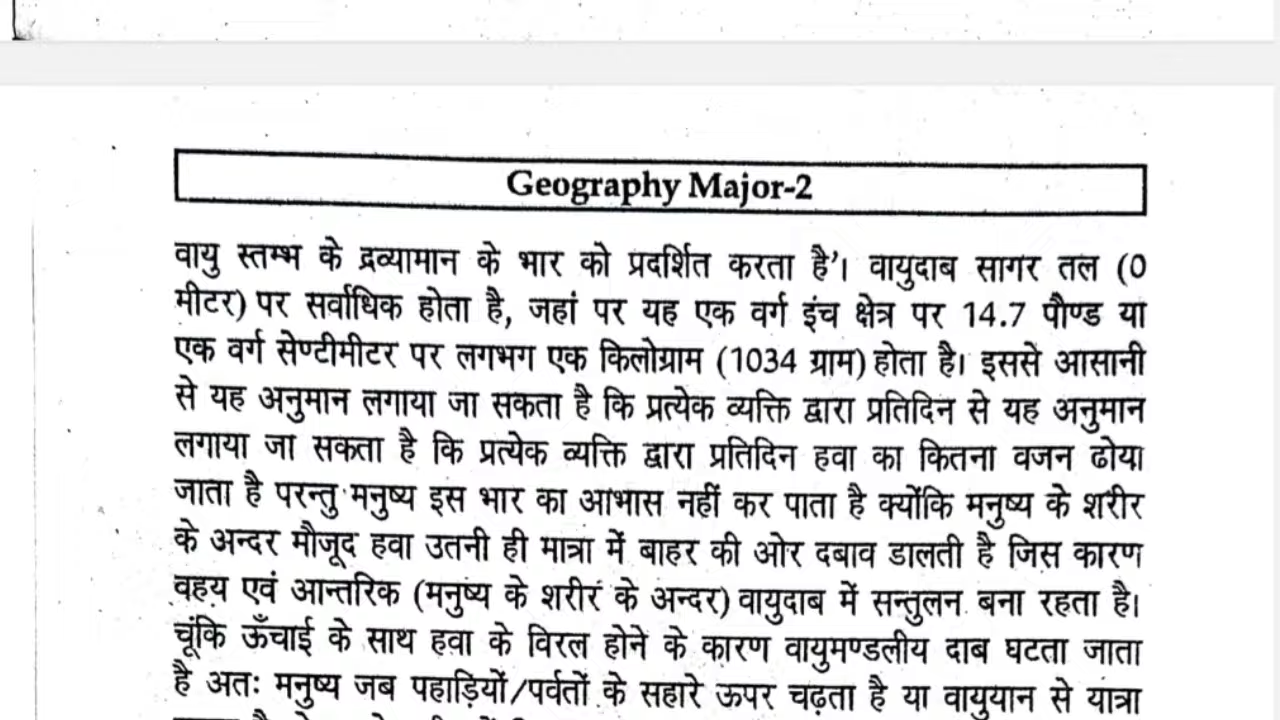 Geography Major-2
वायु स्तम्भ के द्रव्यामान के भार को प्रदर्शित करता है’। वायुदाब सागर तल (0
मीटर) पर सर्वाधिक होता है, जहां पर यह एक वर्ग इंच क्षेत्र पर 14.7 पौण्ड या
एक वर्ग सेण्टीमीटर पर लगभग एक किलोग्राम (1034 ग्राम) होता है। इससे आसानी
से यह अनुमान लगाया जा सकता है कि प्रत्येक व्यक्ति द्वारा प्रतिदिन से यह अनुमान
लगाया जा सकता है कि प्रत्येक व्यक्ति द्वारा प्रतिदिन हवा का कितना वजन ढोया
जाता है परन्तु मनुष्य इस भार का आभास नहीं कर पाता है क्योंकि मनुष्य के शरीर
के अन्दर मौजूद हवा उतनी ही मात्रा में बाहर की ओर दबाव डालती है जिस कारण
वहृय एवं आन्तरिक (मनुष्य के शरीर के अन्दर) वायुदाब में सन्तुलन बना रहता है।
चूंकि ऊँचाई के साथ हवा के विरल होने के कारण वायुमण्डलीय दाब घटता जाता
है अतः मनुष्य जब पहाड़ियों/पर्वतों के सहारे ऊपर चढ़ता है या वायुयान से यात्रा